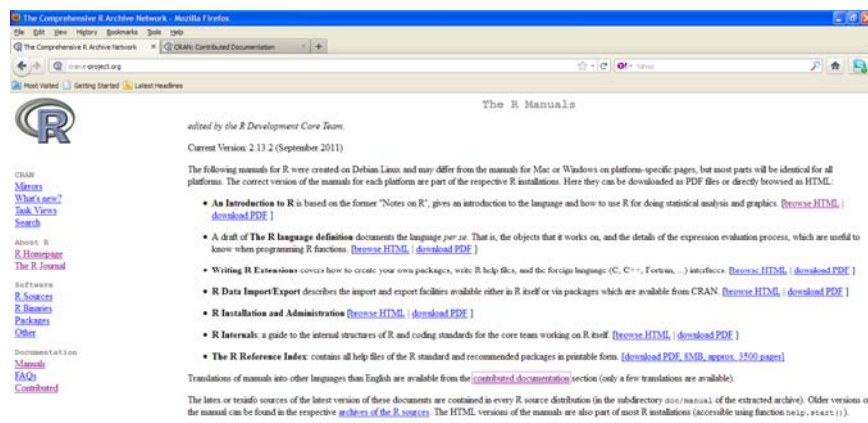 The Comprehensive R Archive Network - Mozilla Firefox
File Edit View History Bookmarks Tools Help
The Comprehensive R Archive Network × CRAN: Contributed Documentation × +
cran.r-project.org
Most Visited Getting Started Latest Headlines
R
CRAN
Mirrors
What's new?
Task Views
Search
About R
R Homepage
The R Journal
Software
R Sources
R Binaries
Packages
Other
Documentation
Manuals
FAQs
Contributed
The R Manuals
edited by the R Development Core Team.
Current Version: 2.13.2 (September 2011)
The following manuals for R were created on Debian Linux and may differ from the manuals for Mac or Windows on platform-specific pages, but most parts will be identical for all
platforms. The correct version of the manuals for each platform are part of the respective R installations. Here they can be downloaded as PDF files or directly browsed as HTML:
• An Introduction to R is based on the former "Notes on R", gives an introduction to the language and how to use R for doing statistical analysis and graphics. [browse HTML |
download PDF ]
• A draft of The R language definition documents the language per se. That is, the objects that it works on, and the details of the expression evaluation process, which are useful to
know when programming R functions. [browse HTML | download PDF ]
• Writing R Extensions covers how to create your own packages, write R help files, and the foreign language (C, C++, Fortran, ...) interfaces. [browse HTML | download PDF ]
• R Data Import/Export describes the import and export facilities available either in R itself or via packages which are available from CRAN. [browse HTML | download PDF ]
• R Installation and Administration [browse HTML | download PDF ]
• R Internals: a guide to the internal structures of R and coding standards for the core team working on R itself. [browse HTML | download PDF ]
• The R Reference Index: contains all help files of the R standard and recommended packages in printable form. [download PDF, 8MB, approx. 3500 pages]
Translations of manuals into other languages than English are available from the contributed documentation section (only a few translations are available).
The latex or texinfo sources of the latest version of these documents are contained in every R source distribution (in the subdirectory doc/manual of the extracted archive). Older versions of
the manual can be found in the respective archives of the R sources. The HTML versions of the manuals are also part of most R installations (accessible using function help.start()).